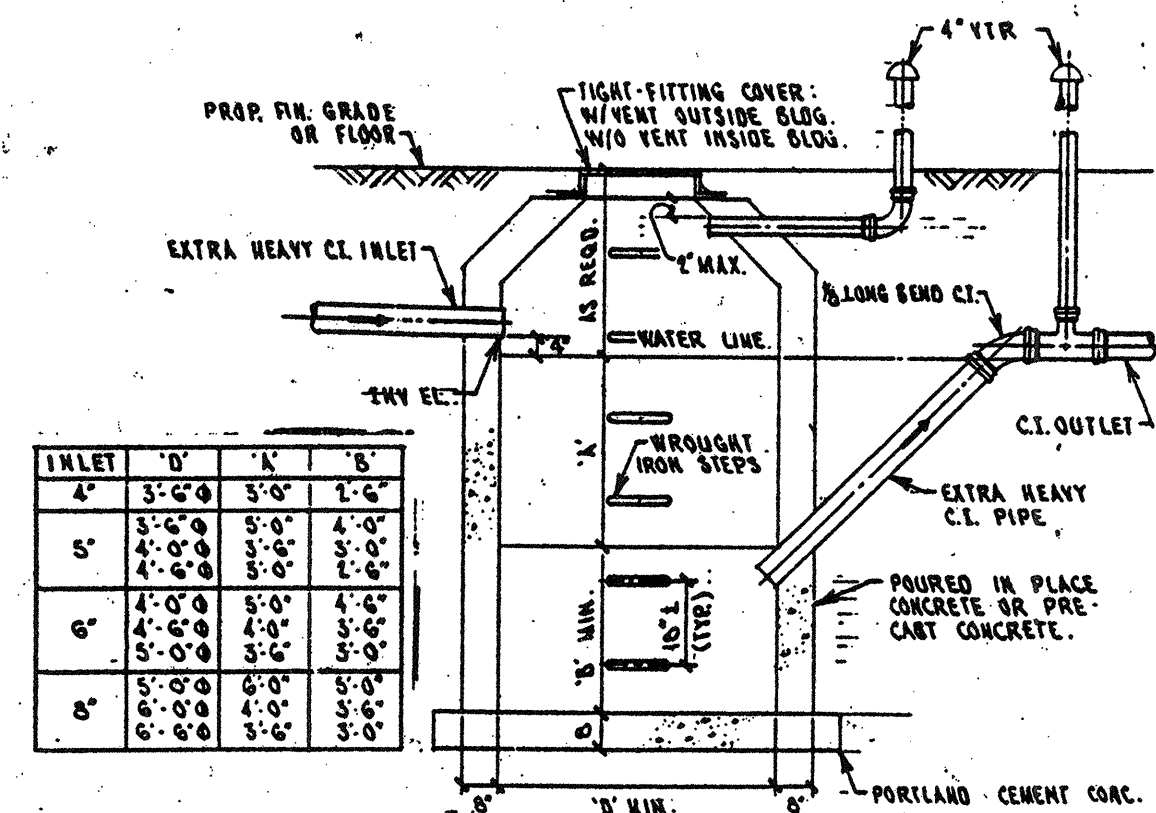 4" VTR
TIGHT-FITTING COVER:
W/VENT OUTSIDE BLDG.
W/O VENT INSIDE BLDG.
PROP. FIN. GRADE
OR FLOOR
EXTRA HEAVY C.I. INLET
AS REQD.
2" MAX.
1/8 LONG BEND C.I.
4"
WATER LINE.
INV EL.
C.I. OUTLET
'A'
WROUGHT
IRON STEPS
EXTRA HEAVY
C.I. PIPE
INLET 'D' 'A' 'B'
4" 3'-6"Φ 3'-0" 2'-6"
5" 3'-6"Φ 5'-0" 4'-0"
4'-0"Φ 3'-6" 3'-0"
4'-6"Φ 3'-0" 2'-6"
6" 4'-0"Φ 5'-0" 4'-6"
4'-6"Φ 4'-0" 3'-6"
5'-0"Φ 3'-6" 3'-0"
8" 5'-0"Φ 6'-0" 5'-0"
6'-0"Φ 4'-0" 3'-6"
6'-6"Φ 3'-6" 3'-0"
'B' MIN.
(TYP.)
POURED IN PLACE
CONCRETE OR PRE-
CAST CONCRETE.
8
8"
'D' MIN.
8"
PORTLAND CEMENT CONC.